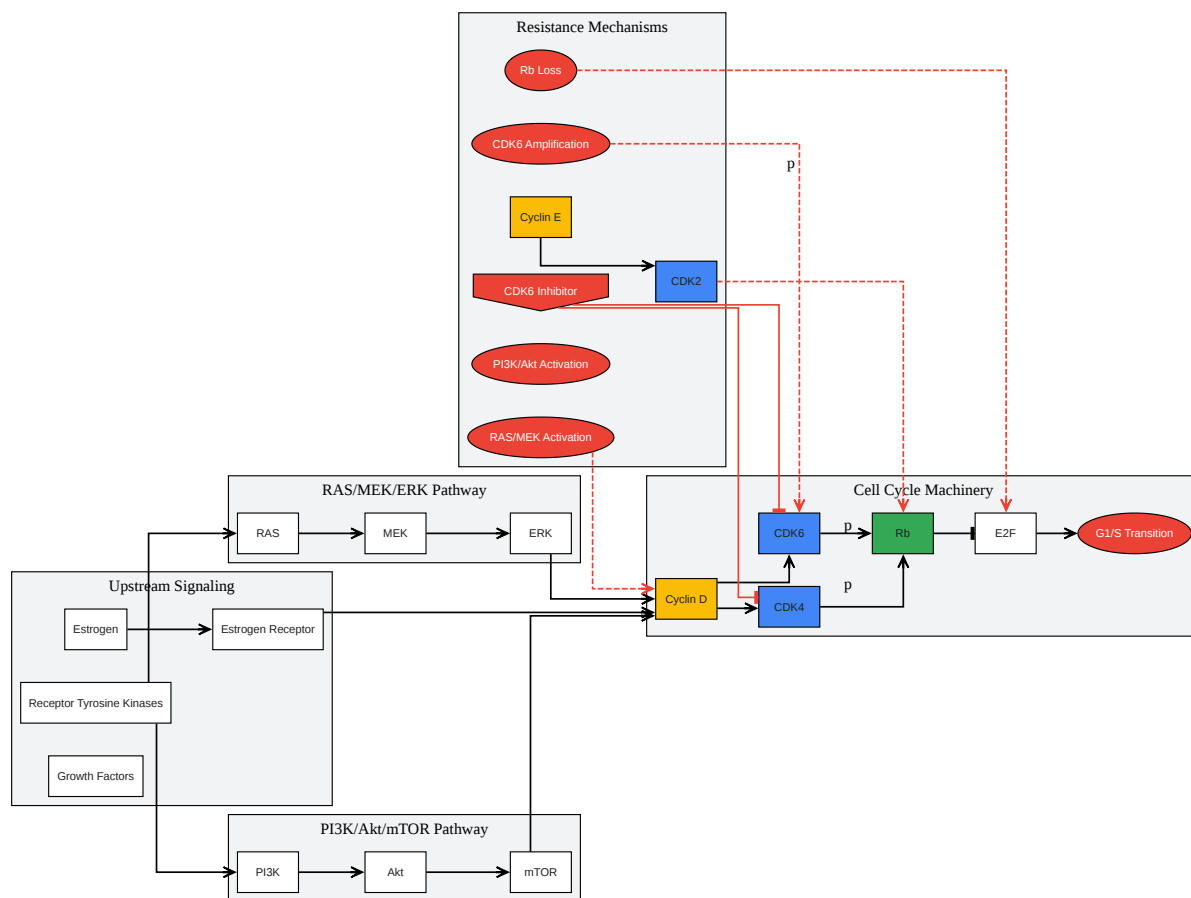 Resistance Mechanisms
Rb Loss
CDK6 Amplification
p
Cyclin E
CDK2
CDK6 Inhibitor
PI3K/Akt Activation
RAS/MEK Activation
RAS/MEK/ERK Pathway
RAS
MEK
ERK
Cell Cycle Machinery
CDK6
p
Rb
E2F
G1/S Transition
Cyclin D
CDK4
p
Upstream Signaling
Estrogen
Estrogen Receptor
Receptor Tyrosine Kinases
Growth Factors
PI3K/Akt/mTOR Pathway
PI3K
Akt
mTOR